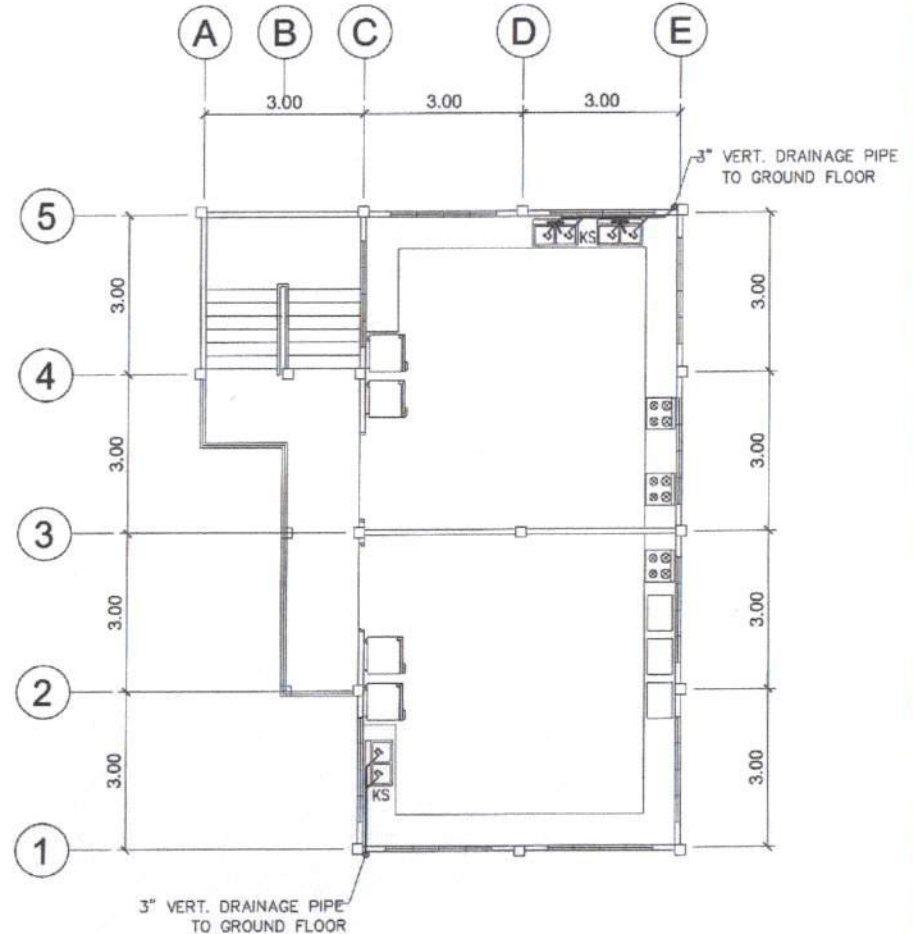 A B C D E
3.00 3.00 3.00
3" VERT. DRAINAGE PIPE
TO GROUND FLOOR
5
KS
3.00 3.00
4
3.00 3.00
3
3.00 3.00
2
3.00 3.00
KS
1
3" VERT. DRAINAGE PIPE
TO GROUND FLOOR